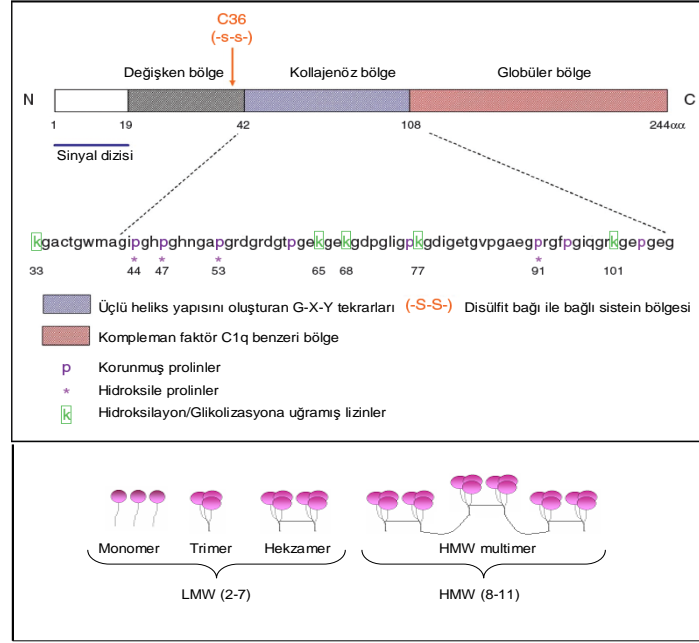 C36
(-s-s-)
Değişken bölge Kollajenöz bölge Globüler bölge
N C
1 19 42 108 244αα
Sinyal dizisi
kgactgwmagipghpghngapgrdgrdgtpgekgekgdpgligpkgdigetgvpgaegprgfpgiqgrkgepgeg
* * * *
33 44 47 53 65 68 77 91 101
Üçlü heliks yapısını oluşturan G-X-Y tekrarları (-S-S-) Disülfit bağı ile bağlı sistein bölgesi
Kompleman faktör C1q benzeri bölge
p Korunmuş prolinler
* Hidroksile prolinler
k Hidroksilayon/Glikolizasyona uğramış lizinler
Monomer Trimer Hekzamer HMW multimer
LMW (2-7) HMW (8-11)